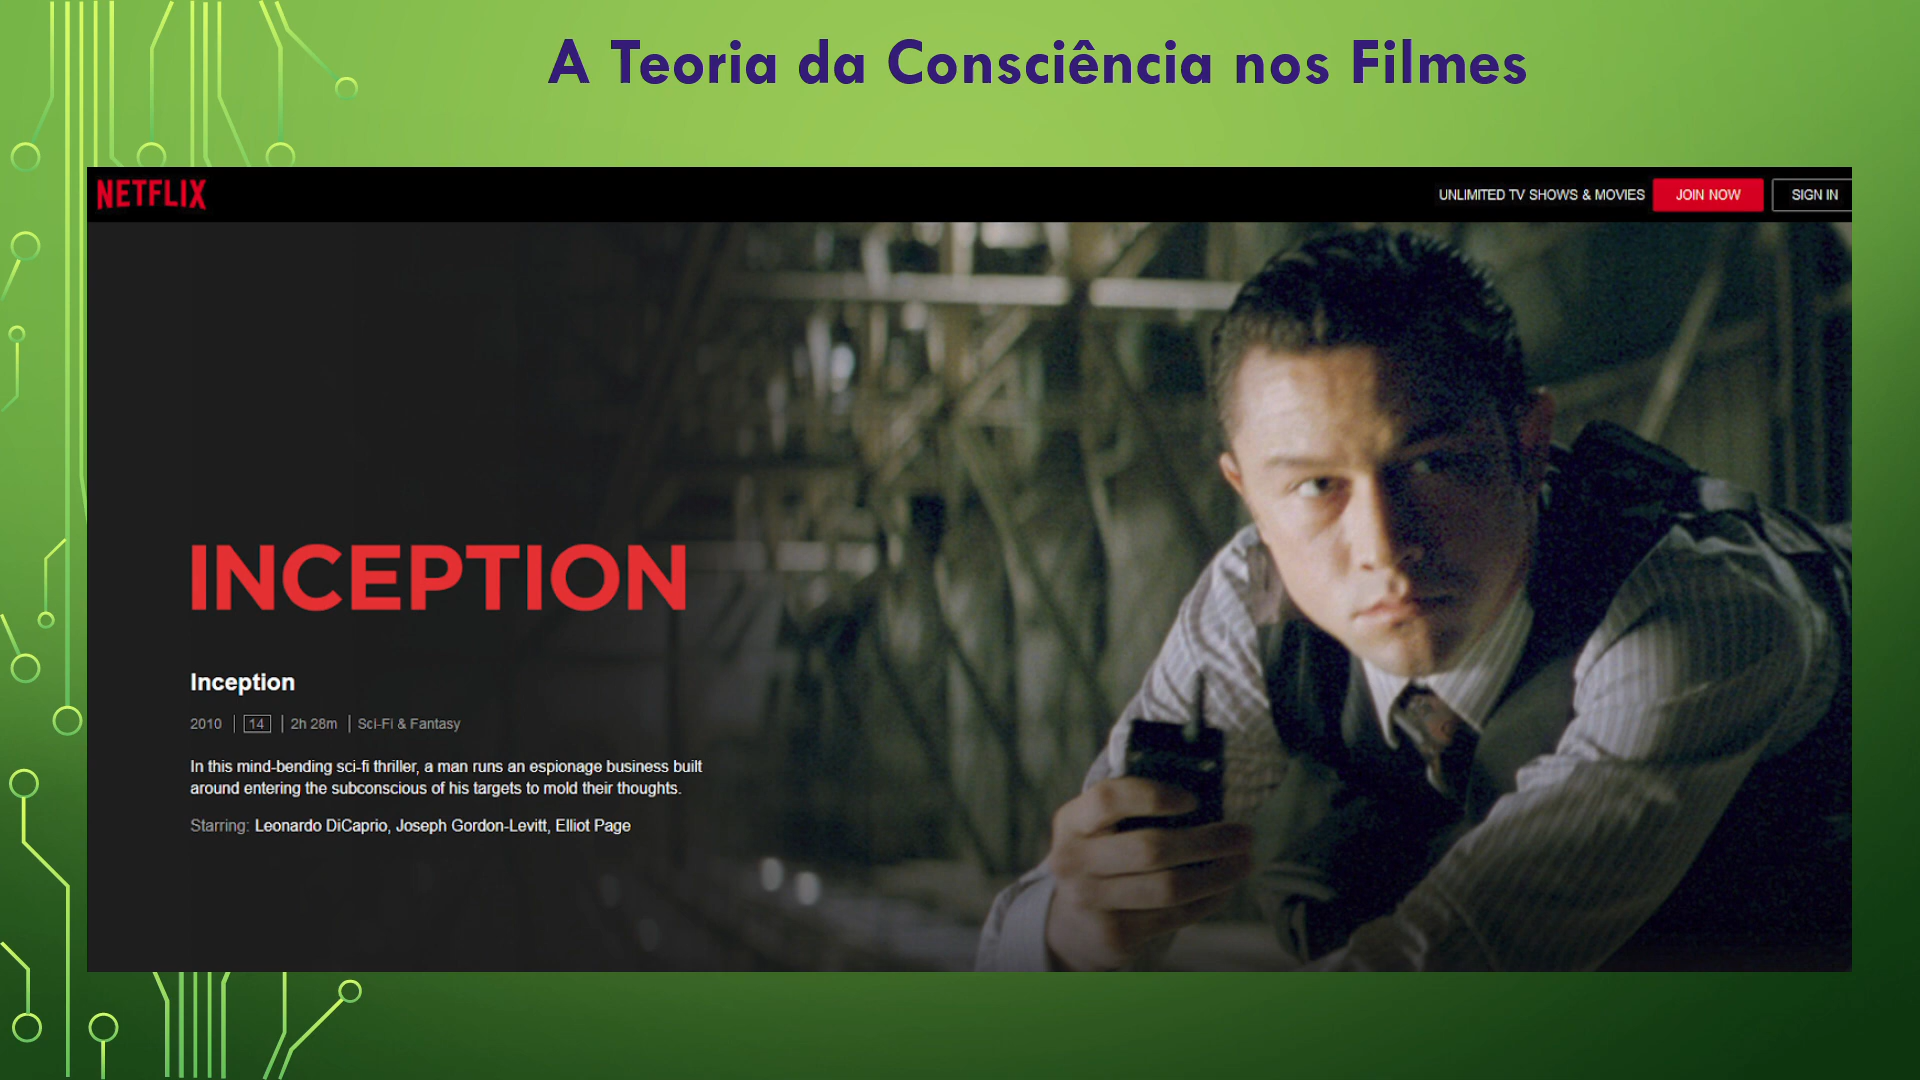 A Teoria da Consciência nos Filmes
NETFLIX
UNLIMITED TV SHOWS & MOVIES
JOIN NOW
SIGN IN
INCEPTION
Inception
2010 | 14 | 2h 28m | Sci-Fi & Fantasy
In this mind-bending sci-fi thriller, a man runs an espionage business built
around entering the subconscious of his targets to mold their thoughts.
Starring: Leonardo DiCaprio, Joseph Gordon-Levitt, Elliot Page